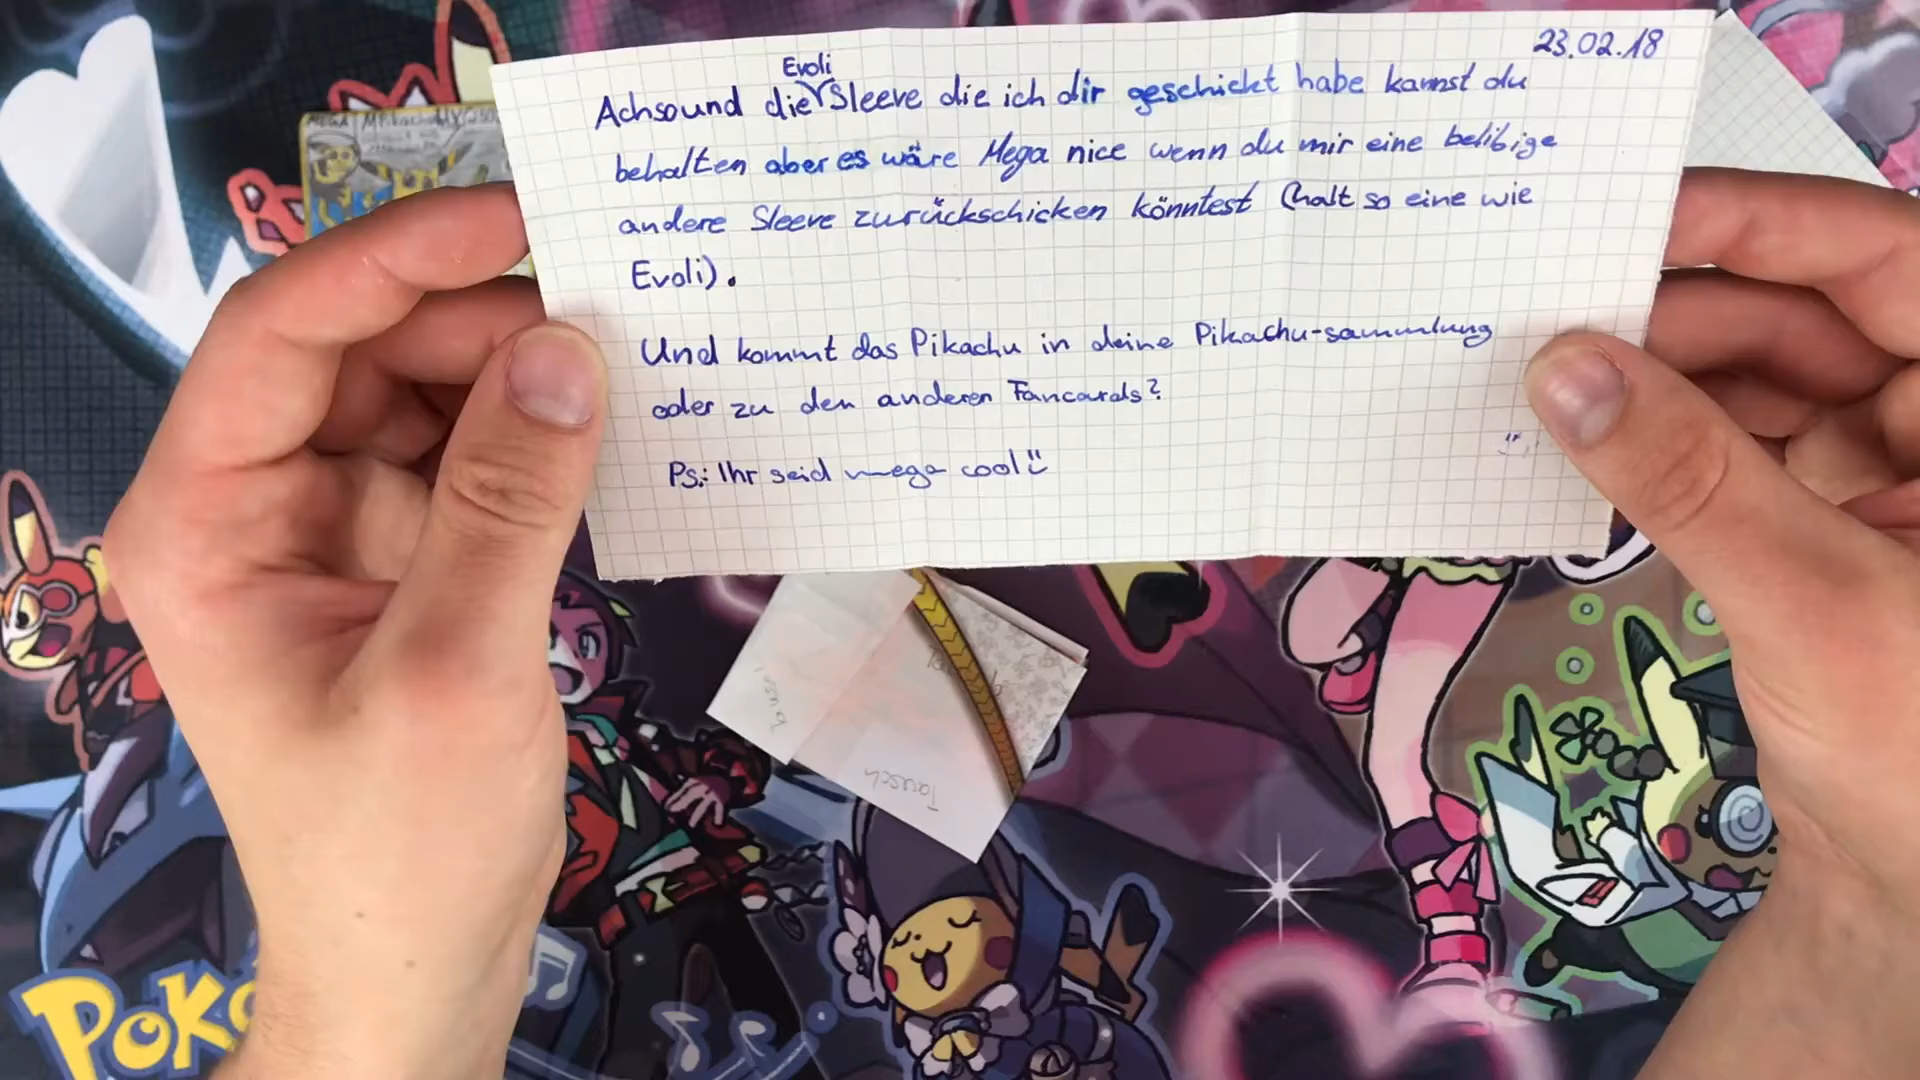 23.02.18
Evoli
Achsound die Sleeve die ich dir geschickt habe kannst du
behalten aber es wäre Mega nice wenn du mir eine belibige
andere Sleeve zurückschicken könntest (halt so eine wie
Evoli).
Und kommt das Pikachu in deine Pikachu-sammlung
oder zu den anderen Fancards?
Ps.: Ihr seid mega cool
Tausch
POKé